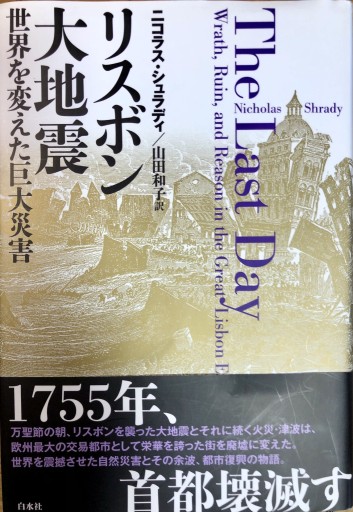 ニコラス・シュラディ/山田和子訳
リスボン
大地震
世界を変えた巨大災害
The Last Day
Nicholas Shrady
Wrath, Ruin, and Reason in the Great Lisbon E
1755年、
万聖節の朝、リスボンを襲った大地震とそれに続く火災・津波は、
欧州最大の交易都市として栄華を誇った街を廃墟に変えた。
世界を震撼させた自然災害とその余波、都市復興の物語。
首都壊滅す
白水社